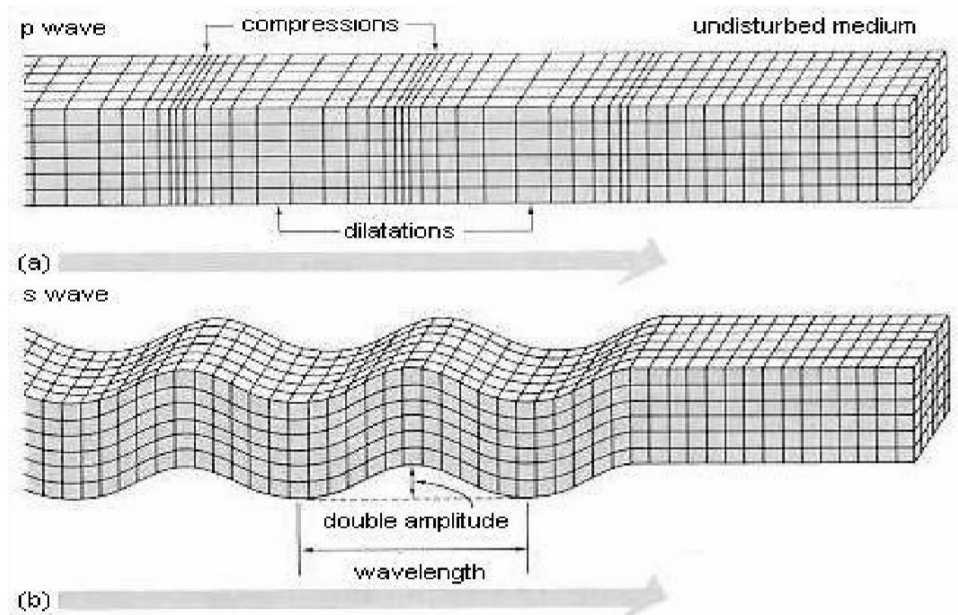 p wave
compressions
undisturbed medium
dilatations
(a)
s wave
double amplitude
wavelength
(b)